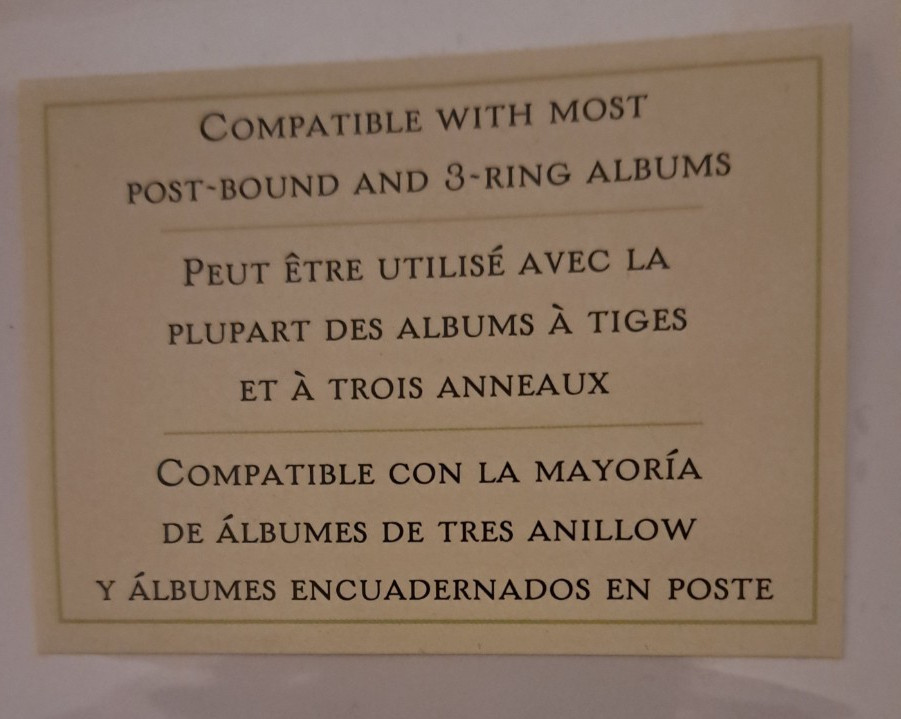 Compatible with most
post-bound and 3-ring albums
Peut être utilisé avec la
plupart des albums à tiges
et à trois anneaux
Compatible con la mayoría
de álbumes de tres anillow
y álbumes encuadernados en poste